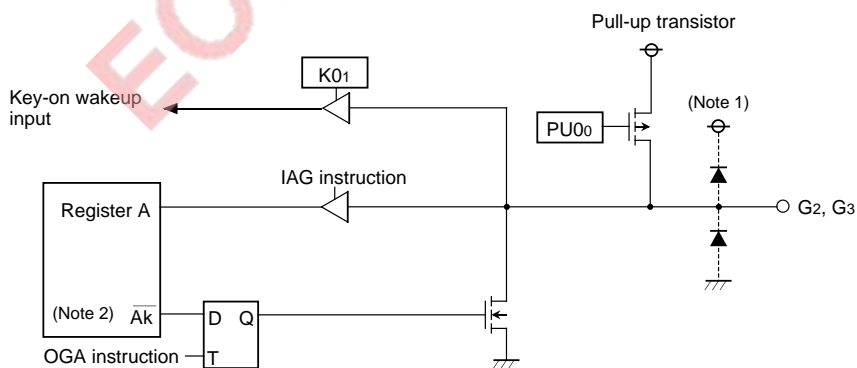 Pull-up transistor
K01
Key-on wakeup
input
(Note 1)
PU00
IAG instruction
Register A
G2, G3
(Note 2)
Ak
D Q
OGA instruction
T
EO